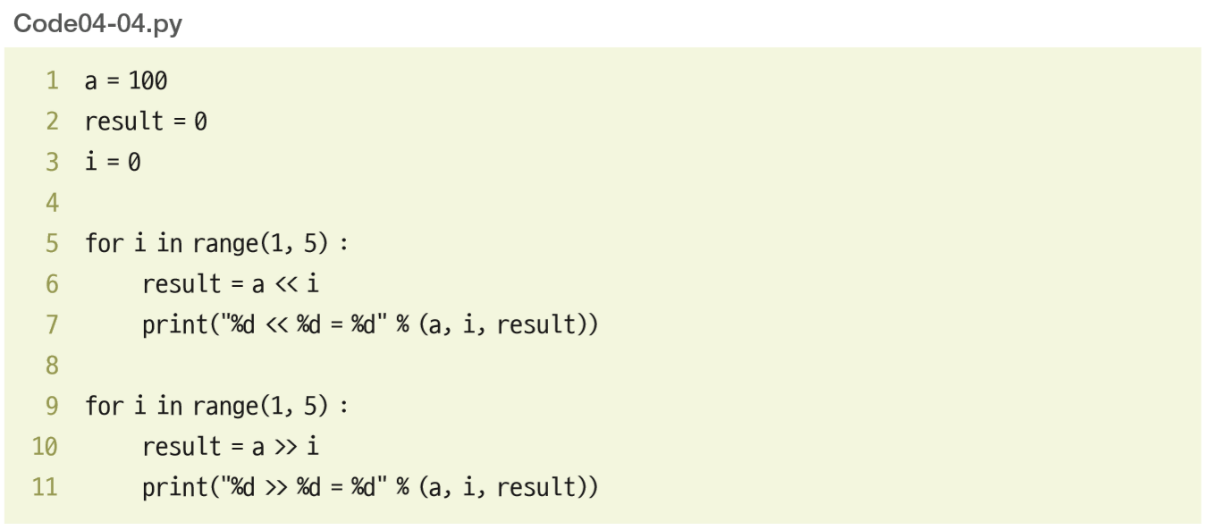 Code04-04.py
1 a = 100
2 result = 0
3 i = 0
4
5 for i in range(1, 5) :
6 result = a << i
7 print("%d << %d = %d" % (a, i, result))
8
9 for i in range(1, 5) :
10 result = a >> i
11 print("%d >> %d = %d" % (a, i, result))